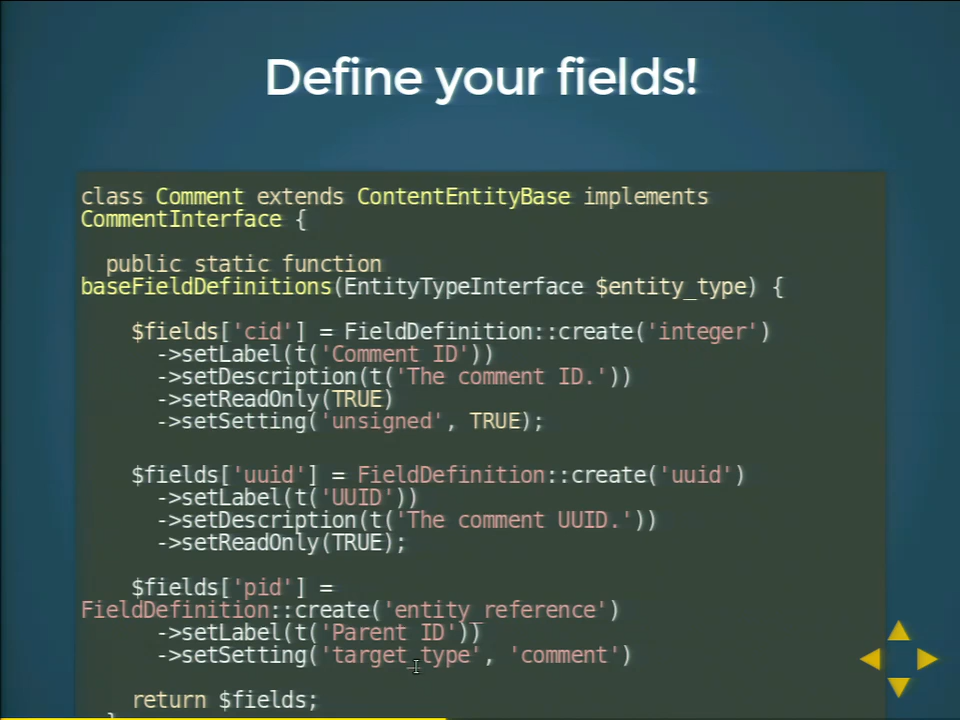 Define your fields!
class Comment extends ContentEntityBase implements
CommentInterface {
public static function
baseFieldDefinitions(EntityTypeInterface $entity_type) {
$fields['cid'] = FieldDefinition::create('integer')
->setLabel(t('Comment ID'))
->setDescription(t('The comment ID.'))
->setReadOnly(TRUE)
->setSetting('unsigned', TRUE);
$fields['uuid'] = FieldDefinition::create('uuid')
->setLabel(t('UUID'))
->setDescription(t('The comment UUID.'))
->setReadOnly(TRUE);
$fields['pid'] =
FieldDefinition::create('entity_reference')
->setLabel(t('Parent ID'))
->setSetting('target_type', 'comment')
return $fields;
}